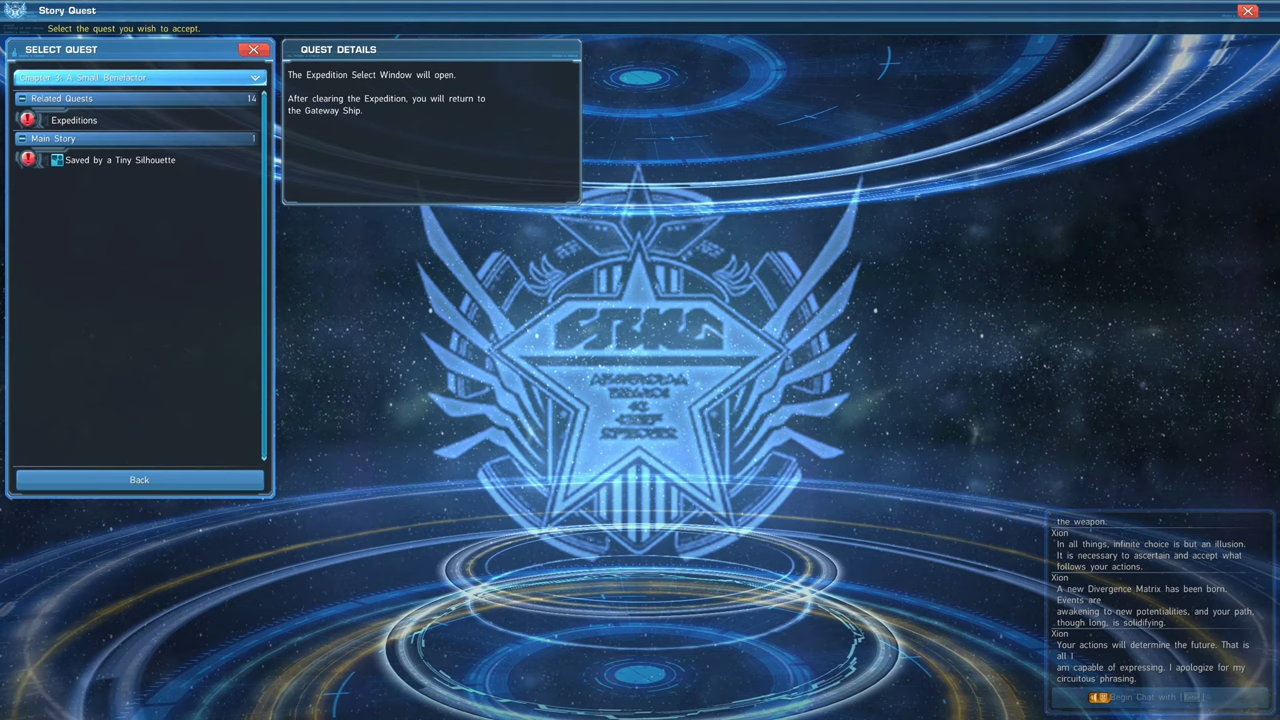 Story Quest
Select the quest you wish to accept.
SELECT QUEST
Chapter 3: A Small Benefactor
Related Quests 14
Expeditions
Main Story 1
Saved by a Tiny Silhouette
Back
QUEST DETAILS
The Expedition Select Window will open.
After clearing the Expedition, you will return to
the Gateway Ship.
the weapon.
Xion
In all things, infinite choice is but an illusion.
It is necessary to ascertain and accept what
follows your actions.
Xion
A new Divergence Matrix has been born.
Events are
awakening to new potentialities, and your path,
though long, is solidifying.
Xion
Your actions will determine the future. That is
all I
am capable of expressing. I apologize for my
circuitous phrasing.
Begin Chat with [Enter]